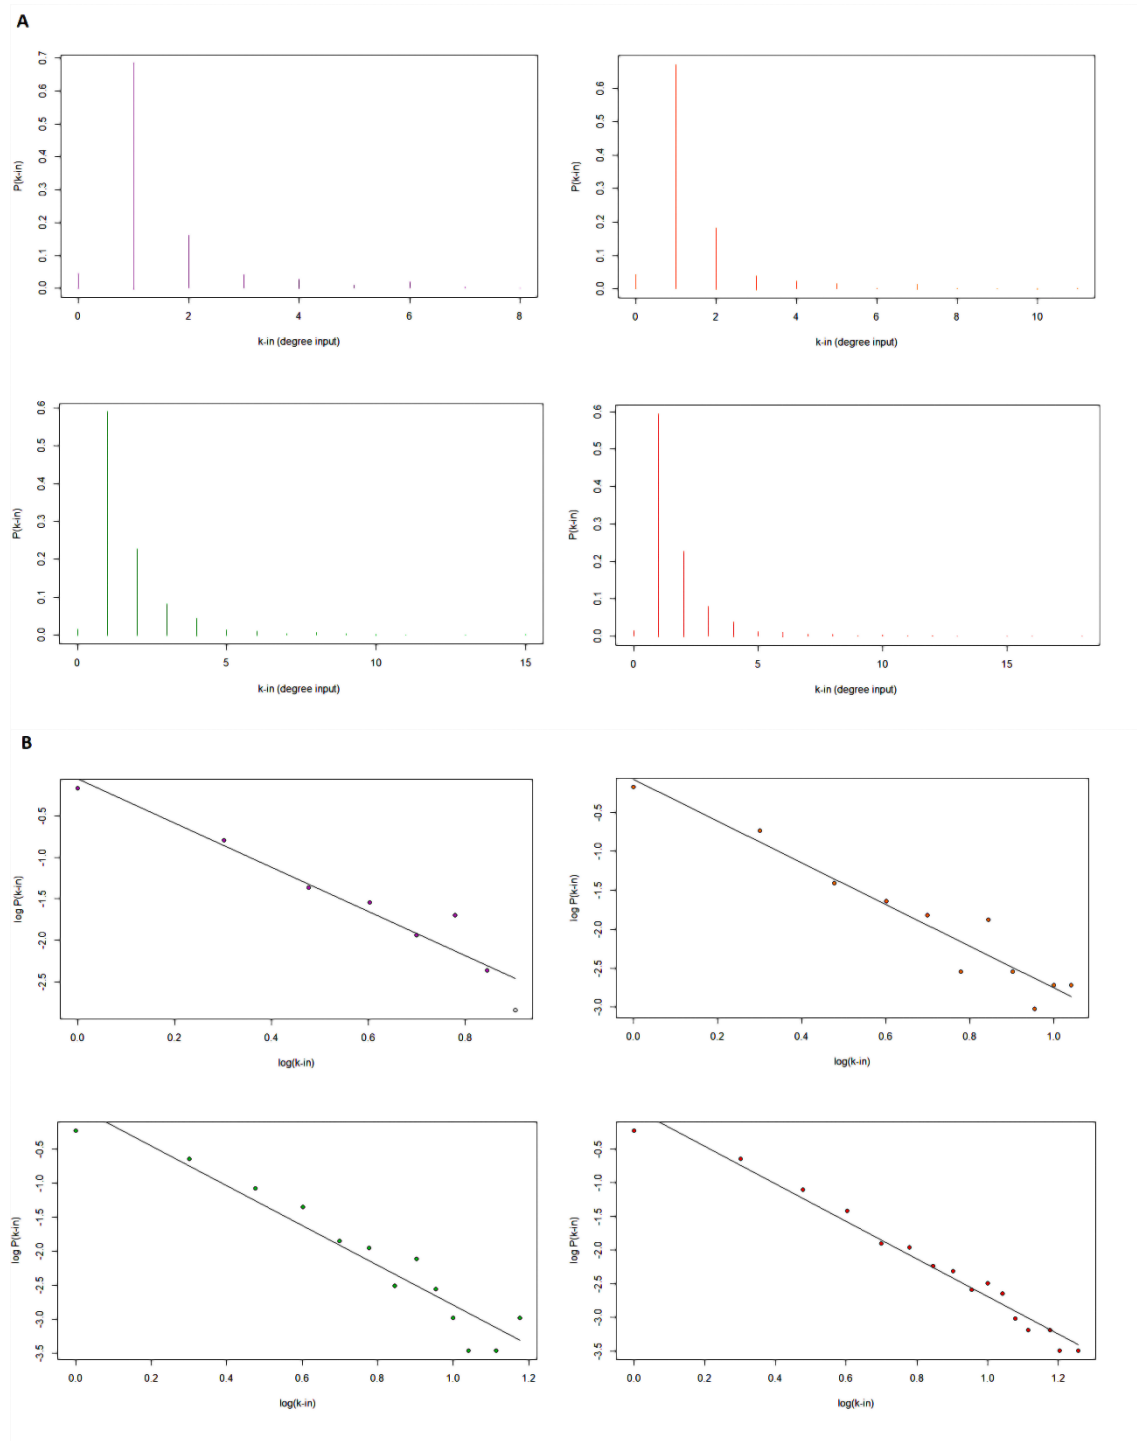 A
0.0 0.1 0.2 0.3 0.4 0.5 0.6 0.7
P(k-in)
0 2 4 6 8
k-in (degree input)
0.0 0.1 0.2 0.3 0.4 0.5 0.6
P(k-in)
0 2 4 6 8 10
k-in (degree input)
0.0 0.1 0.2 0.3 0.4 0.5 0.6
P(k-in)
0 5 10 15
k-in (degree input)
0.0 0.1 0.2 0.3 0.4 0.5 0.6
P(k-in)
0 5 10 15
k-in (degree input)
B
-2.5 -2.0 -1.5 -1.0 -0.5
log P(k-in)
0.0 0.2 0.4 0.6 0.8
log(k-in)
-3.0 -2.5 -2.0 -1.5 -1.0 -0.5
log P(k-in)
0.0 0.2 0.4 0.6 0.8 1.0
log(k-in)
-3.5 -3.0 -2.5 -2.0 -1.5 -1.0 -0.5
log P(k-in)
0.0 0.2 0.4 0.6 0.8 1.0 1.2
log(k-in)
-3.5 -3.0 -2.5 -2.0 -1.5 -1.0 -0.5
log P(k-in)
0.0 0.2 0.4 0.6 0.8 1.0 1.2
log(k-in)